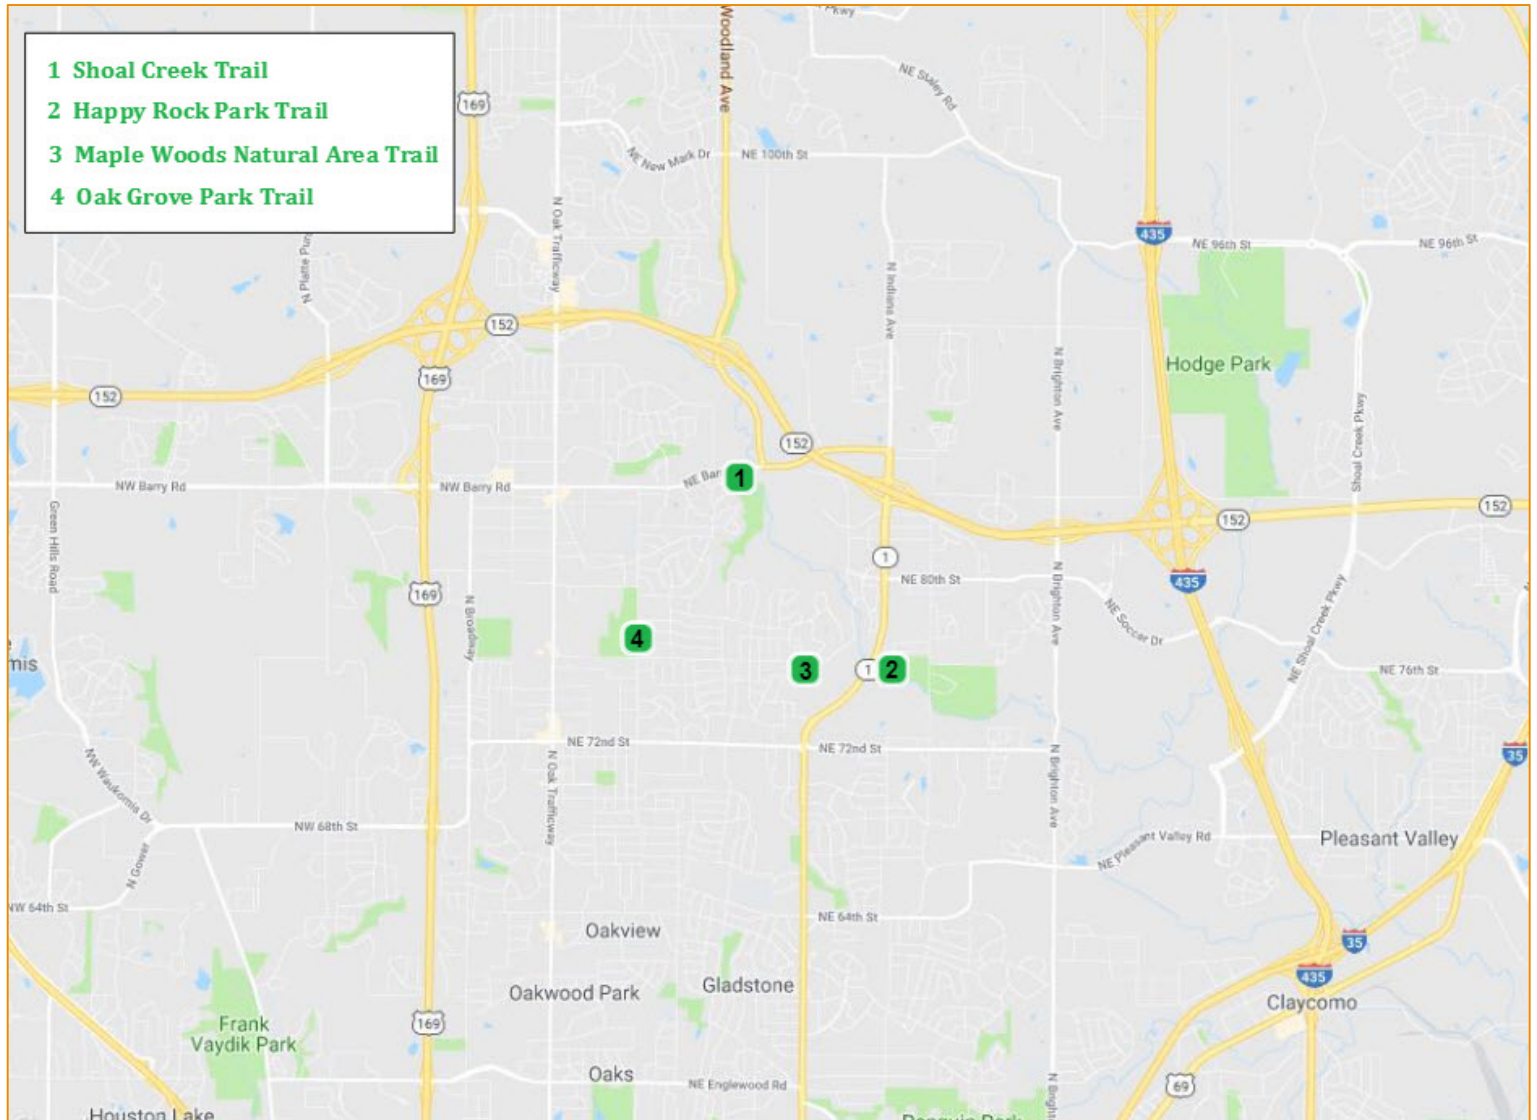 1 Shoal Creek Trail
2 Happy Rock Park Trail
3 Maple Woods Natural Area Trail
4 Oak Grove Park Trail
Woodland Ave
Pkwy
NE Staley Rd
169
NE New Mark Dr
NE 100th St
N Oak Trafficway
435
NE 96th St
NE 96th St
N Indiana Ave
152
Hodge Park
N Brighton Ave
169
152
Shoal Creek Pkwy
152
NW Barry Rd
NW Barry Rd
NE
1
152
152
Green Hills Road
1
NE 80th St
N Brighton Ave
435
169
N Broadway
NE Soccer Dr
NE Shoal Creek Pkwy
4
3
1
2
NE 76th St
NE 72nd St
NE 72nd St
N Oak Trafficway
N Brighton Ave
35
NW Waukomis Dr
NW 68th St
NE Pleasant Valley Rd
Pleasant Valley
N Gower
NW 64th St
NE 64th St
Oakview
35
Oakwood Park
Gladstone
435
Claycomo
Frank
Vaydik Park
169
Oaks
NE Englewood Rd
69
Houston Lake
Penguin Park